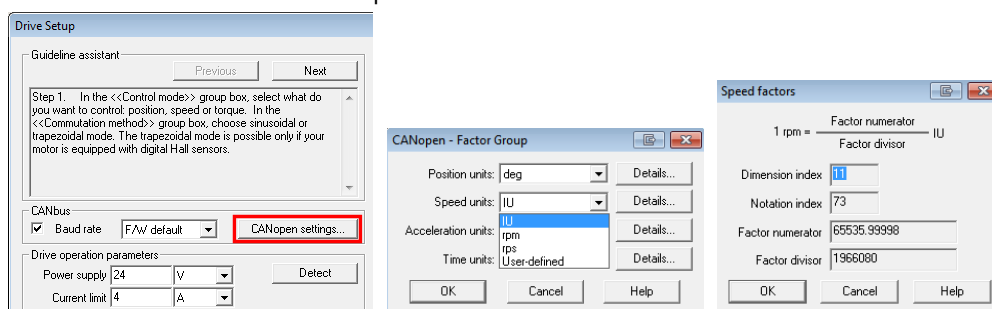 Drive Setup
Guideline assistant
Previous
Next
Step 1. In the <<Control mode>> group box, select what do
you want to control: position, speed or torque. In the
<<Commutation method>> group box, choose sinusoidal or
trapezoidal mode. The trapezoidal mode is possible only if your
motor is equipped with digital Hall sensors.
CANbus
Baud rate
F/W default
CANopen settings...
Drive operation parameters
Power supply 24 V
Detect
Current limit 4 A
CANopen - Factor Group
Position units: deg Details...
Speed units: IU Details...
IU
rpm
rps
User-defined
Acceleration units: Details...
Time units: Details...
OK Cancel Help
Speed factors
Factor numerator
1 rpm = IU
Factor divisor
Dimension index 11
Notation index 73
Factor numerator 65535.99998
Factor divisor 1966080
OK Cancel Help